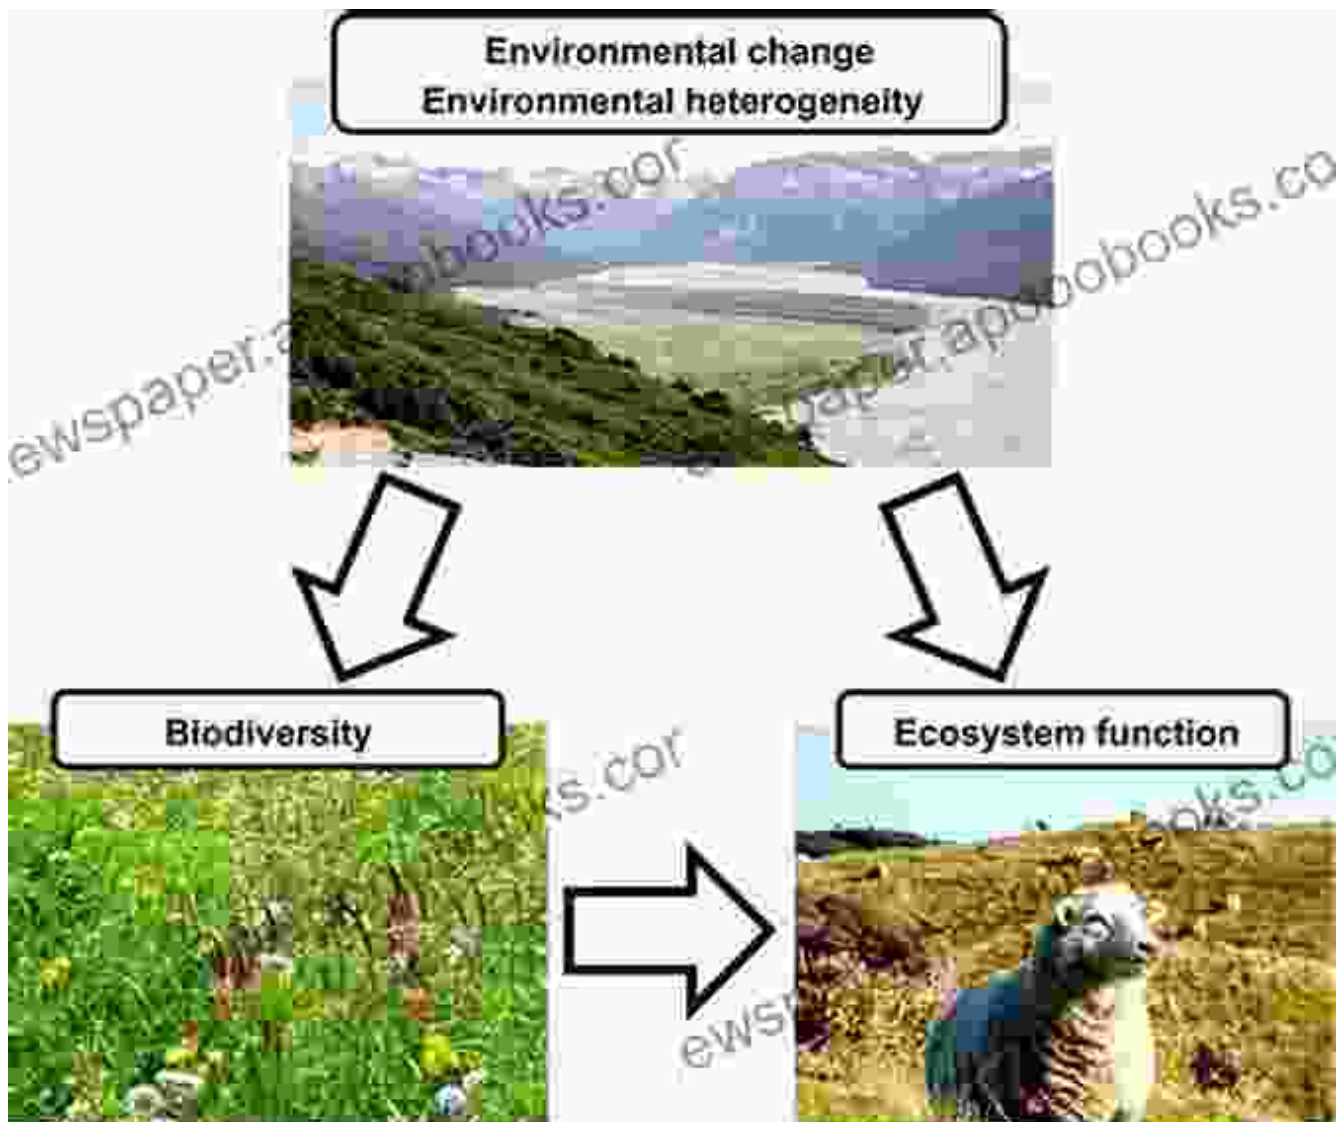 Environmental change
Environmental heterogeneity
Biodiversity
Ecosystem function